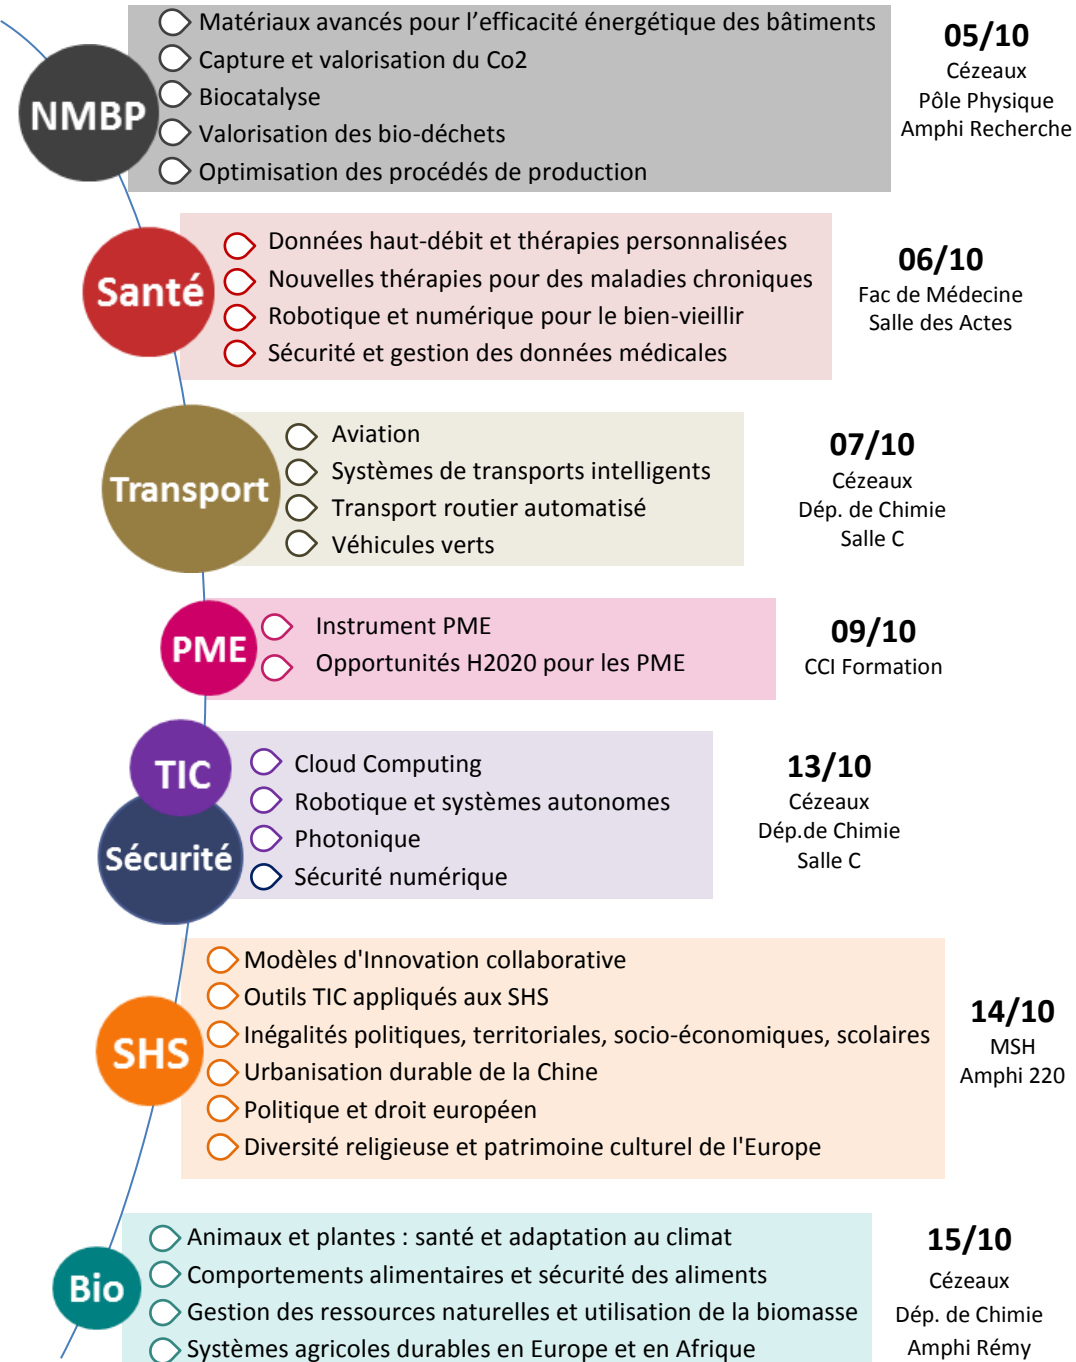 NMBP
Matériaux avancés pour l’efficacité énergétique des bâtiments
Capture et valorisation du Co2
Biocatalyse
Valorisation des bio-déchets
Optimisation des procédés de production
05/10
Cézeaux
Pôle Physique
Amphi Recherche
Santé
Données haut-débit et thérapies personnalisées
Nouvelles thérapies pour des maladies chroniques
Robotique et numérique pour le bien-vieillir
Sécurité et gestion des données médicales
06/10
Fac de Médecine
Salle des Actes
Transport
Aviation
Systèmes de transports intelligents
Transport routier automatisé
Véhicules verts
07/10
Cézeaux
Dép. de Chimie
Salle C
PME
Instrument PME
Opportunités H2020 pour les PME
09/10
CCI Formation
TIC
Sécurité
Cloud Computing
Robotique et systèmes autonomes
Photonique
Sécurité numérique
13/10
Cézeaux
Dép.de Chimie
Salle C
SHS
Modèles d'Innovation collaborative
Outils TIC appliqués aux SHS
Inégalités politiques, territoriales, socio-économiques, scolaires
Urbanisation durable de la Chine
Politique et droit européen
Diversité religieuse et patrimoine culturel de l'Europe
14/10
MSH
Amphi 220
Bio
Animaux et plantes : santé et adaptation au climat
Comportements alimentaires et sécurité des aliments
Gestion des ressources naturelles et utilisation de la biomasse
Systèmes agricoles durables en Europe et en Afrique
15/10
Cézeaux
Dép. de Chimie
Amphi Rémy